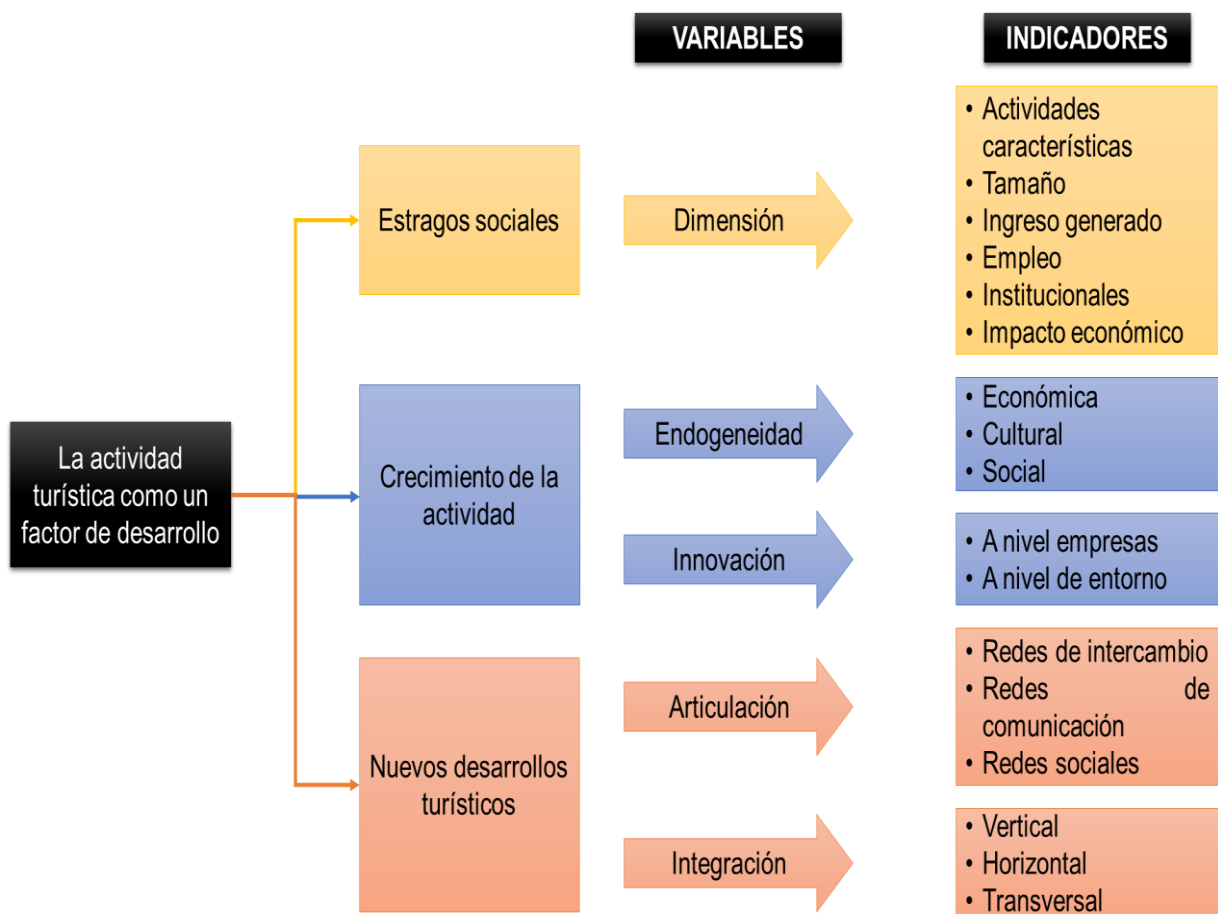 VARIABLES
INDICADORES
Estragos sociales
Dimensión
• Actividades
características
• Tamaño
• Ingreso generado
• Empleo
• Institucionales
• Impacto económico
La actividad
turística como un
factor de desarrollo
Crecimiento de la
actividad
Endogeneidad
• Económica
• Cultural
• Social
Innovación
• A nivel empresas
• A nivel de entorno
Nuevos desarrollos
turísticos
Articulación
• Redes de intercambio
• Redes de
comunicación
• Redes sociales
Integración
• Vertical
• Horizontal
• Transversal